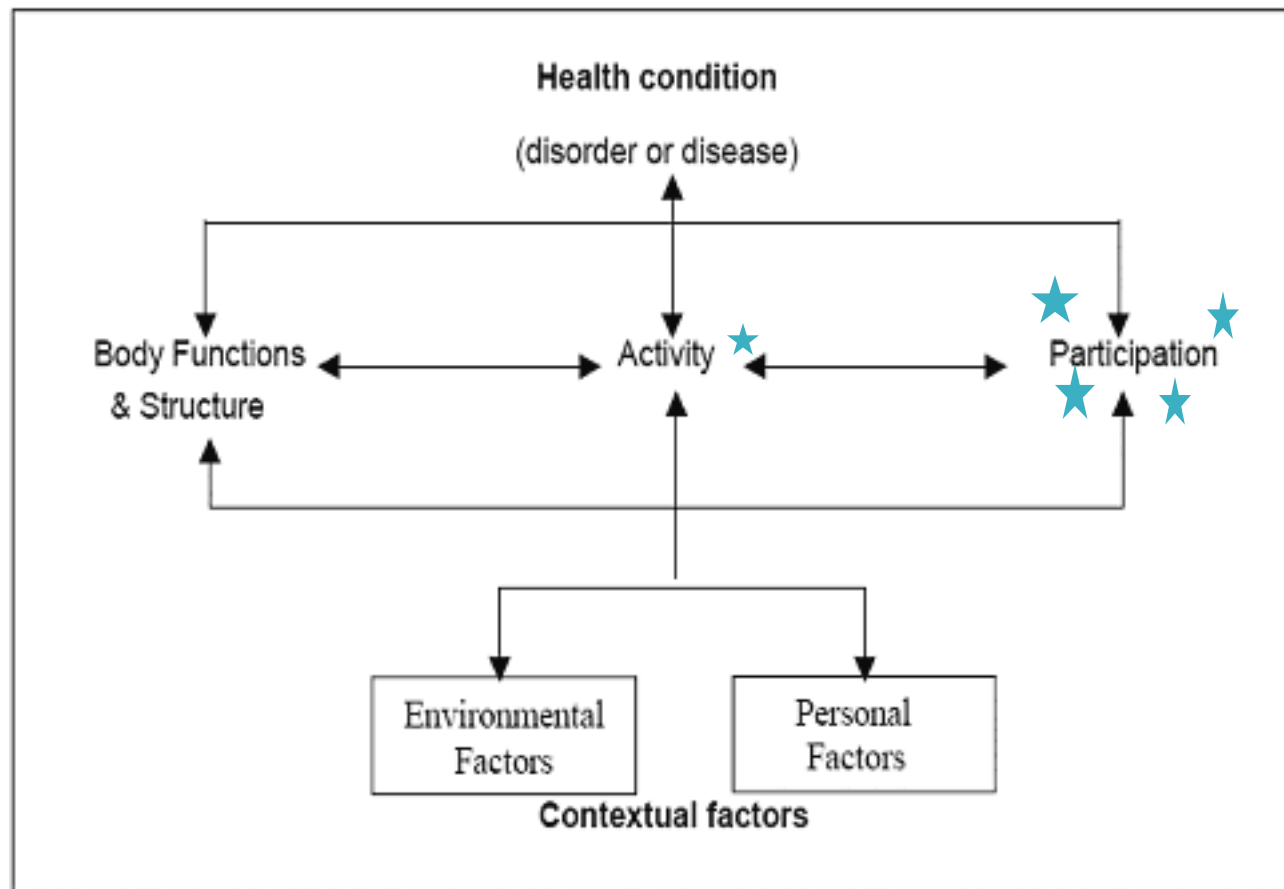 Health condition
(disorder or disease)
Body Functions
& Structure
Activity
Participation
Environmental
Factors
Personal
Factors
Contextual factors